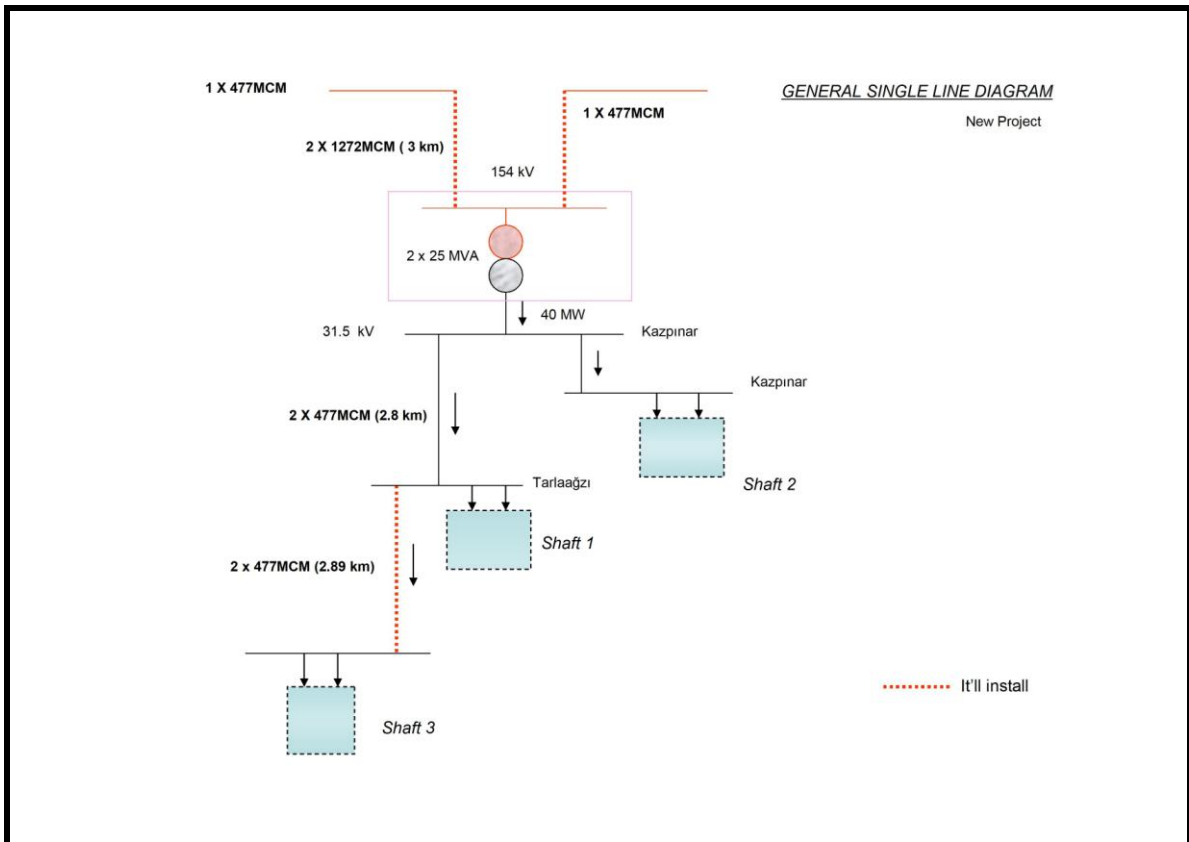 1 X 477MCM
GENERAL SINGLE LINE DIAGRAM
1 X 477MCM
New Project
2 X 1272MCM ( 3 km)
154 kV
2 x 25 MVA
40 MW
31.5 kV
Kazpınar
Kazpınar
2 X 477MCM (2.8 km)
Tarlaağzı
Shaft 2
Shaft 1
2 x 477MCM (2.89 km)
It'll install
Shaft 3